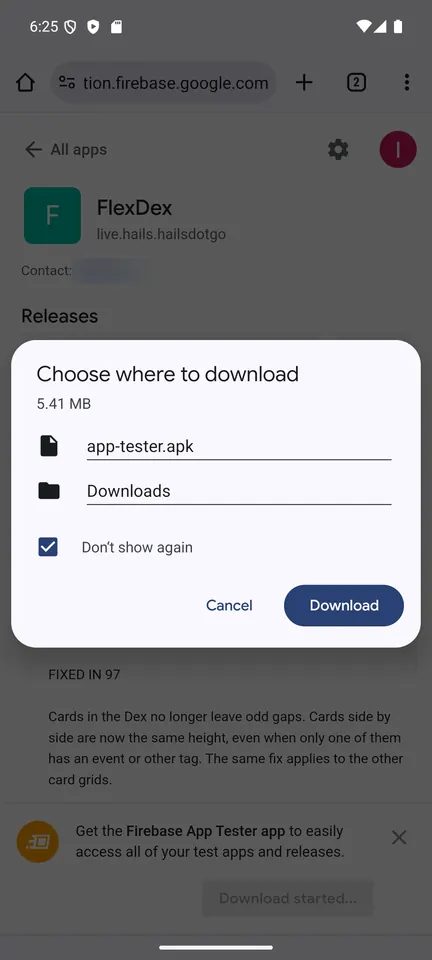 6:25
tion.firebase.google.com
2
All apps
I
F
FlexDex
live.hails.hailsdotgo
Contact:
Releases
Choose where to download
5.41 MB
app-tester.apk
Downloads
Don't show again
Cancel
Download
FIXED IN 97
Cards in the Dex no longer leave odd gaps. Cards side by
side are now the same height, even when only one of them
has an event or other tag. The same fix applies to the other
card grids.
Get the Firebase App Tester app to easily
access all of your test apps and releases.
Download started...